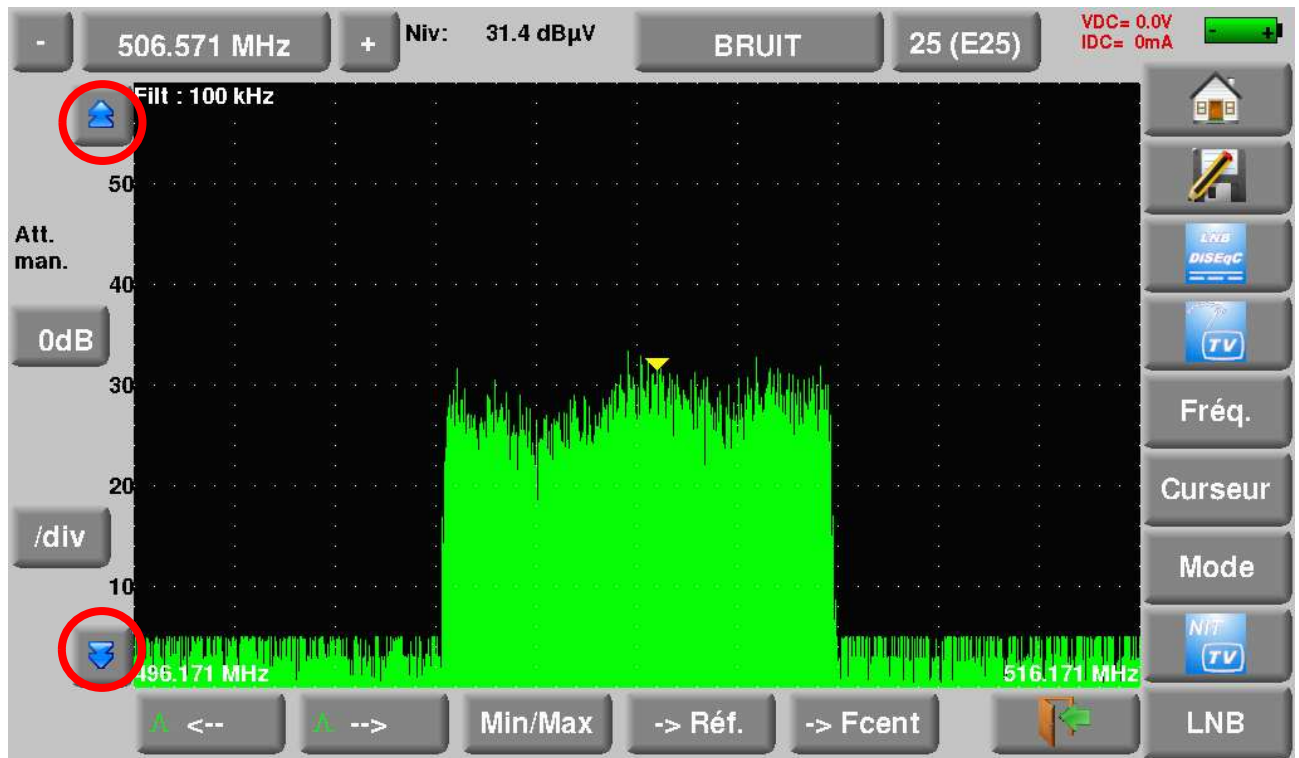 - 506.571 MHz + Niv: 31.4 dBµV BRUIT 25 (E25) VDC= 0.0V
IDC= 0mA - +
Filt : 100 kHz
50
Att.
man.
40
0dB
30
20
/div
10
496.171 MHz 516.171 MHz
LNB
DiSEqC
TV
Fréq.
Curseur
Mode
NIT
TV
<-- --> Min/Max -> Réf. -> Fcent LNB